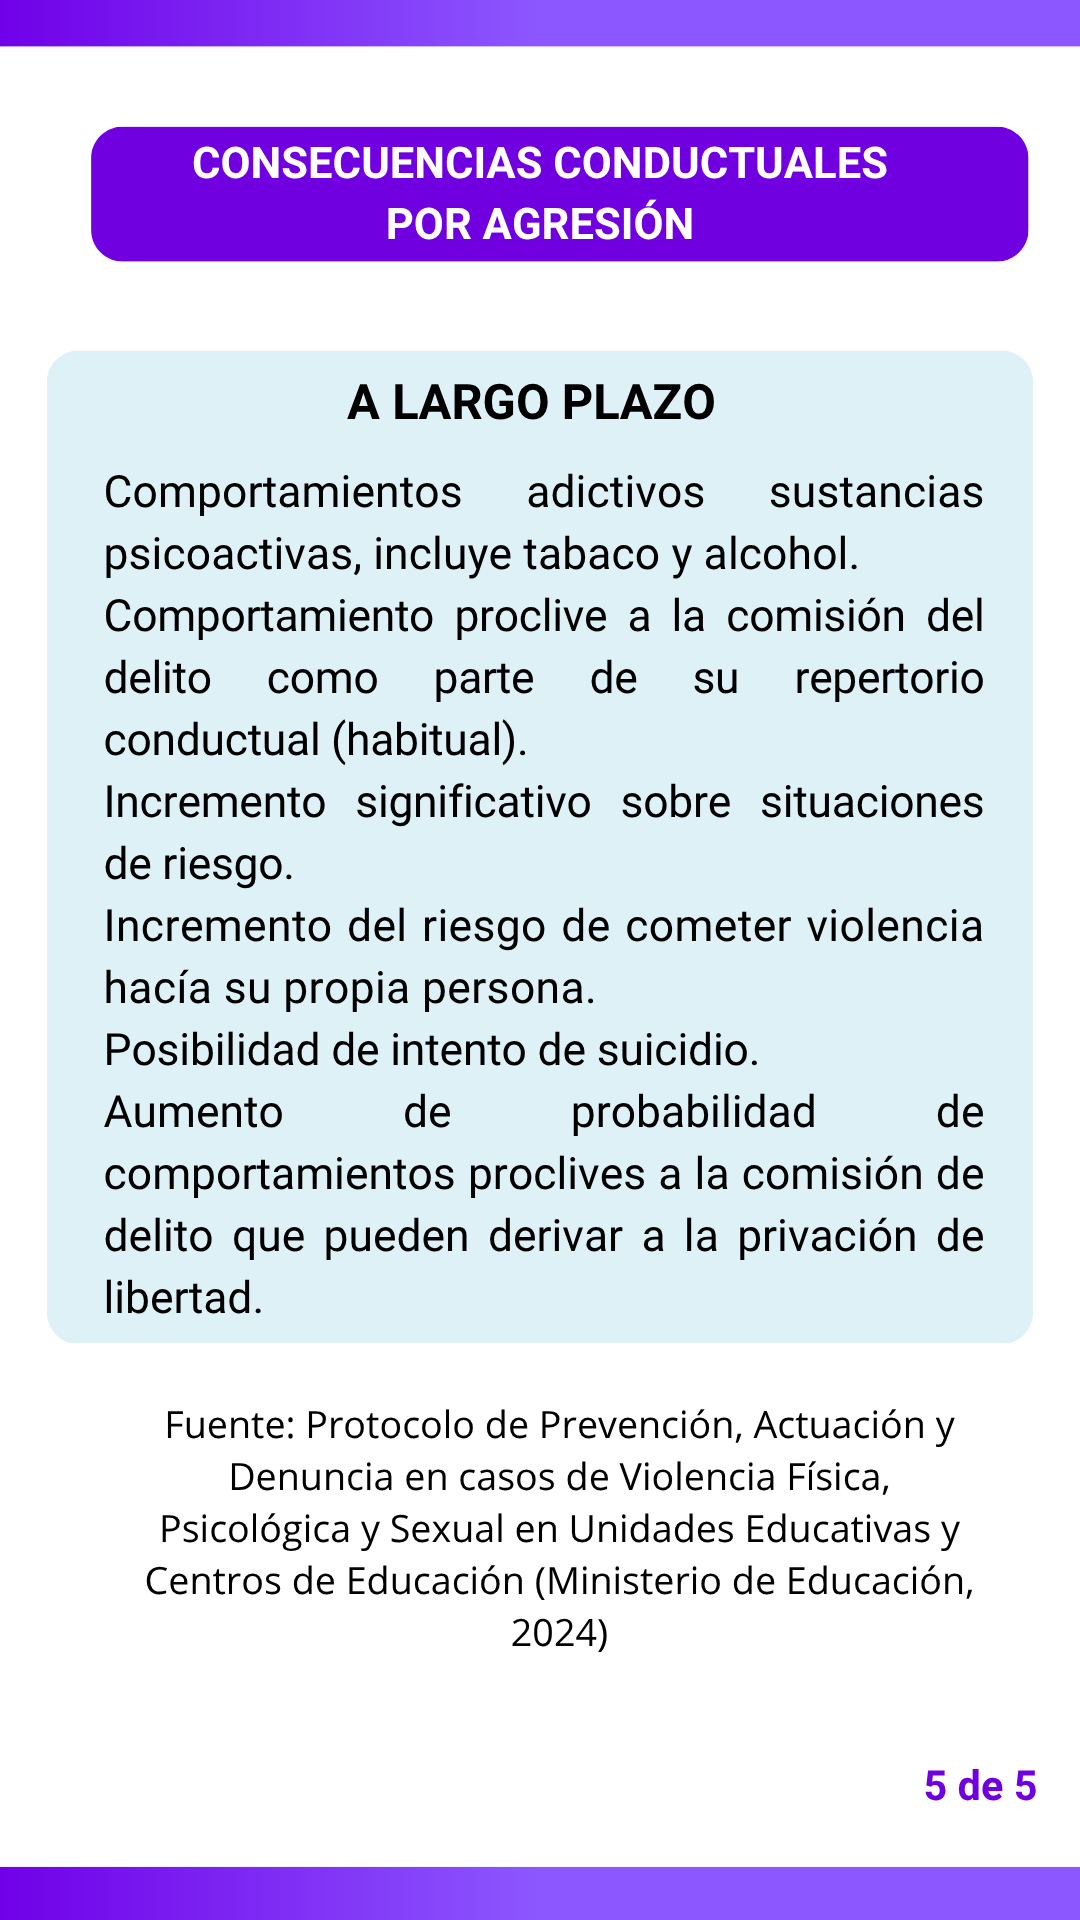 CONSECUENCIAS CONDUCTUALES
POR AGRESIÓN
A LARGO PLAZO
Comportamientos adictivos sustancias
psicoactivas, incluye tabaco y alcohol.
Comportamiento proclive a la comisión del
delito como parte de su repertorio
conductual (habitual).
Incremento significativo sobre situaciones
de riesgo.
Incremento del riesgo de cometer violencia
hacía su propia persona.
Posibilidad de intento de suicidio.
Aumento de probabilidad de
comportamientos proclives a la comisión de
delito que pueden derivar a la privación de
libertad.
Fuente: Protocolo de Prevención, Actuación y
Denuncia en casos de Violencia Física,
Psicológica y Sexual en Unidades Educativas y
Centros de Educación (Ministerio de Educación,
2024)
5 de 5